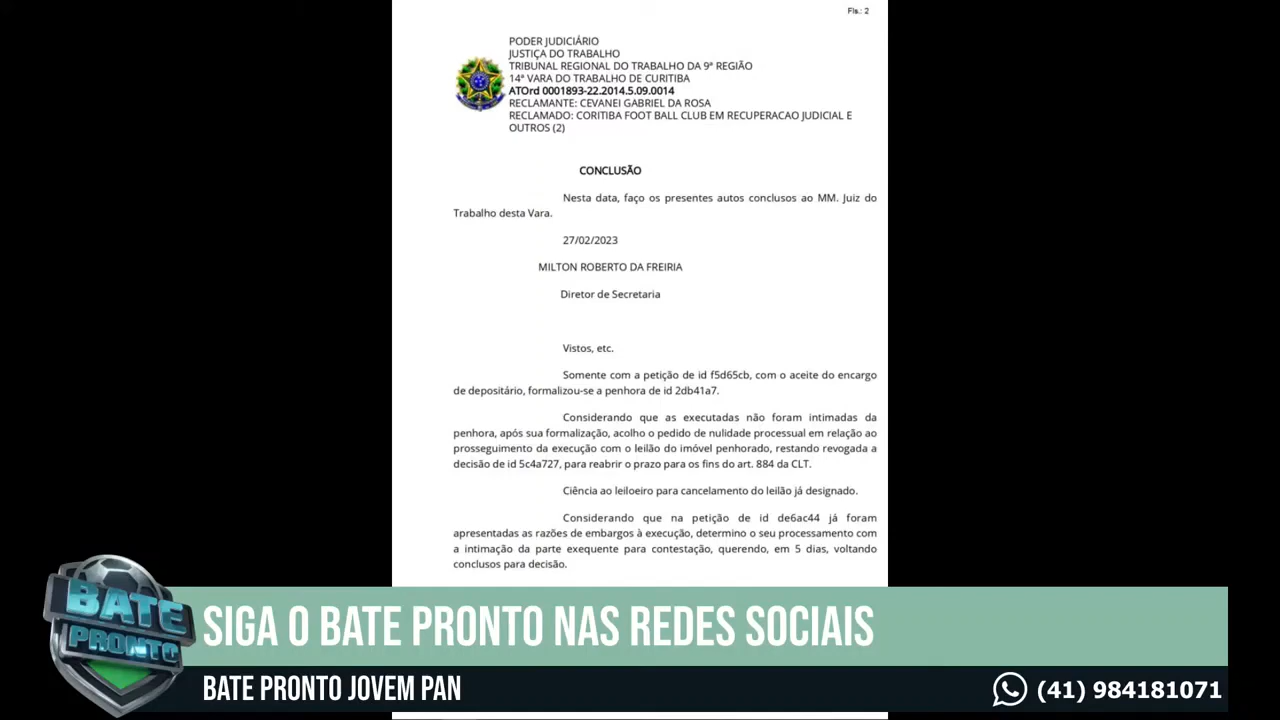 Fls.: 2
PODER JUDICIÁRIO
JUSTIÇA DO TRABALHO
TRIBUNAL REGIONAL DO TRABALHO DA 9ª REGIÃO
14ª VARA DO TRABALHO DE CURITIBA
ATOrd 0001893-22.2014.5.09.0014
RECLAMANTE: CEVANEI GABRIEL DA ROSA
RECLAMADO: CORITIBA FOOT BALL CLUB EM RECUPERACAO JUDICIAL E
OUTROS (2)
CONCLUSÃO
Nesta data, faço os presentes autos conclusos ao MM. Juiz do
Trabalho desta Vara.
27/02/2023
MILTON ROBERTO DA FREIRIA
Diretor de Secretaria
Vistos, etc.
Somente com a petição de id f5d65cb, com o aceite do encargo
de depositário, formalizou-se a penhora de id 2db41a7.
Considerando que as executadas não foram intimadas da
penhora, após sua formalização, acolho o pedido de nulidade processual em relação ao
prosseguimento da execução com o leilão do imóvel penhorado, restando revogada a
decisão de id 5c4a727, para reabrir o prazo para os fins do art. 884 da CLT.
Ciência ao leiloeiro para cancelamento do leilão já designado.
Considerando que na petição de id de6ac44 já foram
apresentadas as razões de embargos à execução, determino o seu processamento com
a intimação da parte exequente para contestação, querendo, em 5 dias, voltando
conclusos para decisão.
BATE
PRONTO
SIGA O BATE PRONTO NAS REDES SOCIAIS
BATE PRONTO JOVEM PAN
(41) 984181071